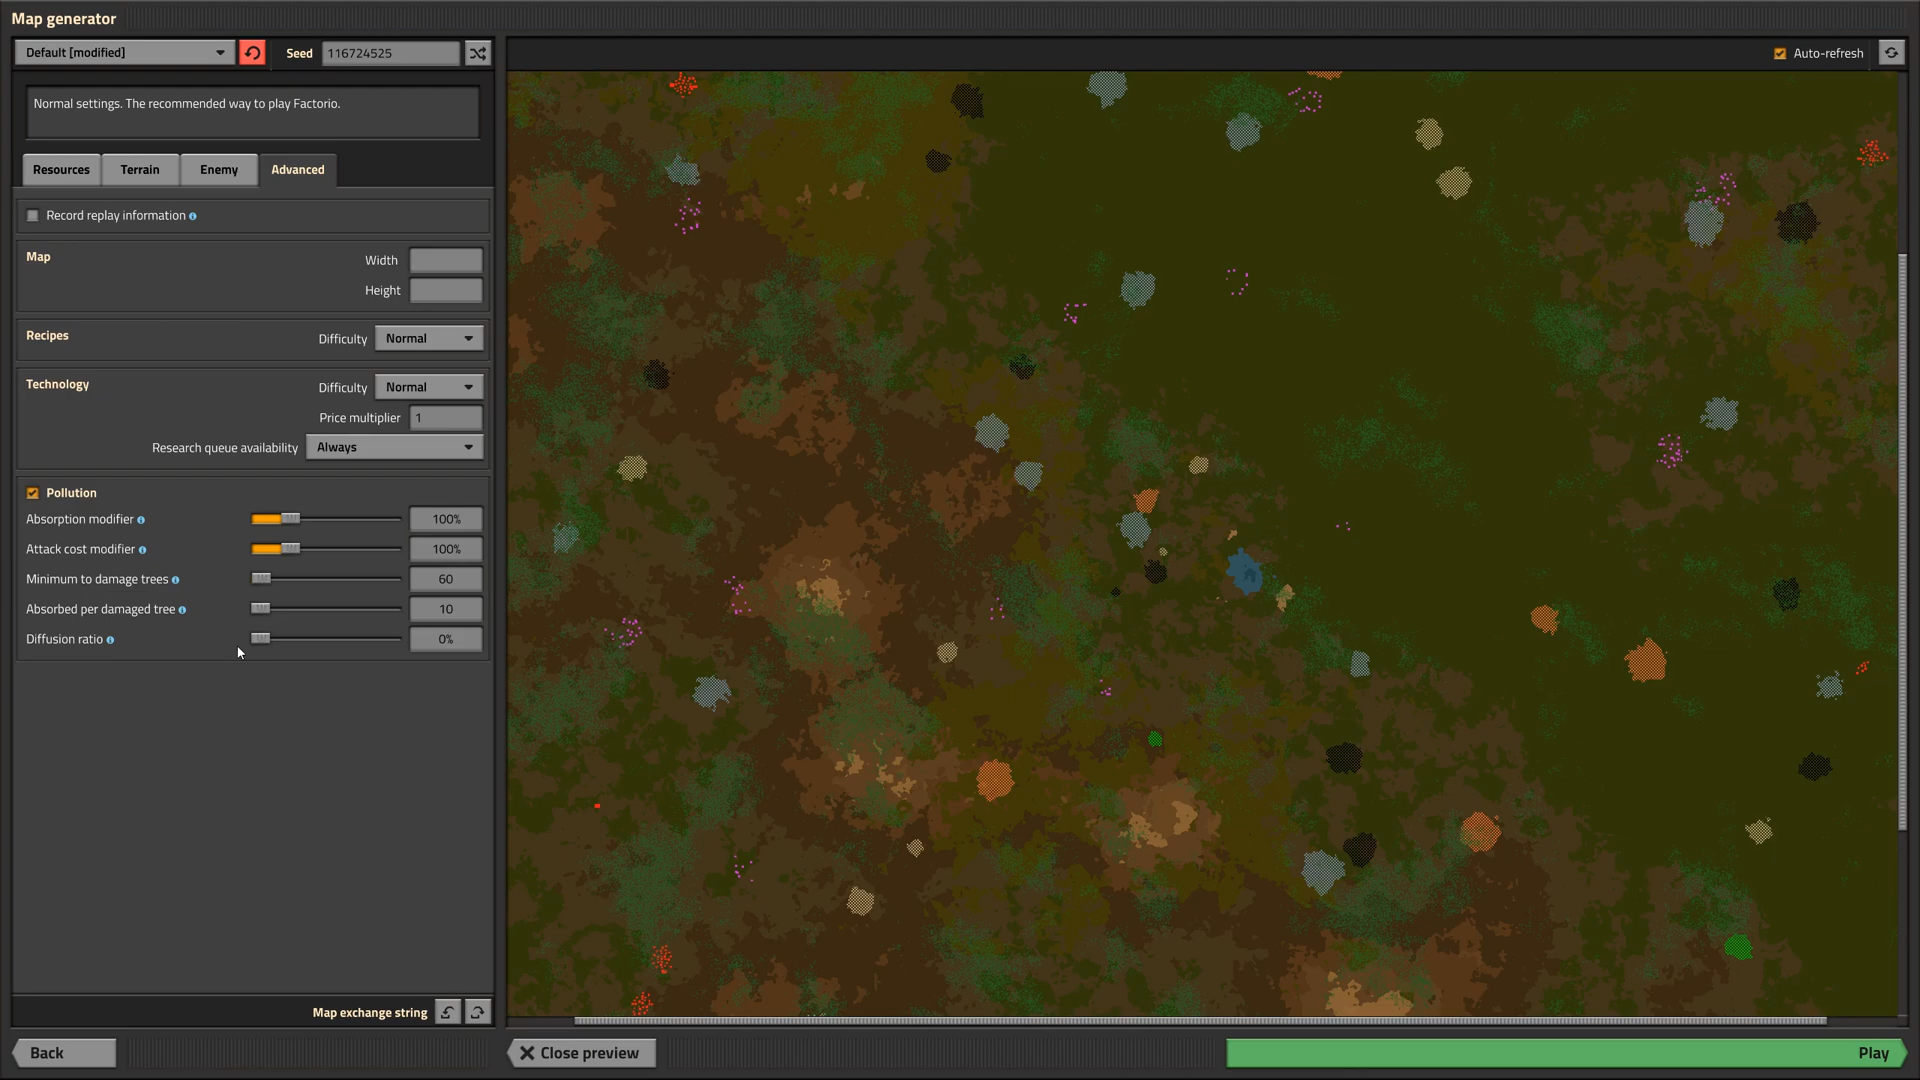 Map generator
Default [modified]
Seed 116724525
Auto-refresh
Normal settings. The recommended way to play Factorio.
Resources Terrain Enemy Advanced
Record replay information
Map
Width
Height
Recipes
Difficulty Normal
Technology
Difficulty Normal
Price multiplier 1
Research queue availability Always
Pollution
Absorption modifier 100%
Attack cost modifier 100%
Minimum to damage trees 60
Absorbed per damaged tree 10
Diffusion ratio 0%
Map exchange string
Back
Close preview
Play